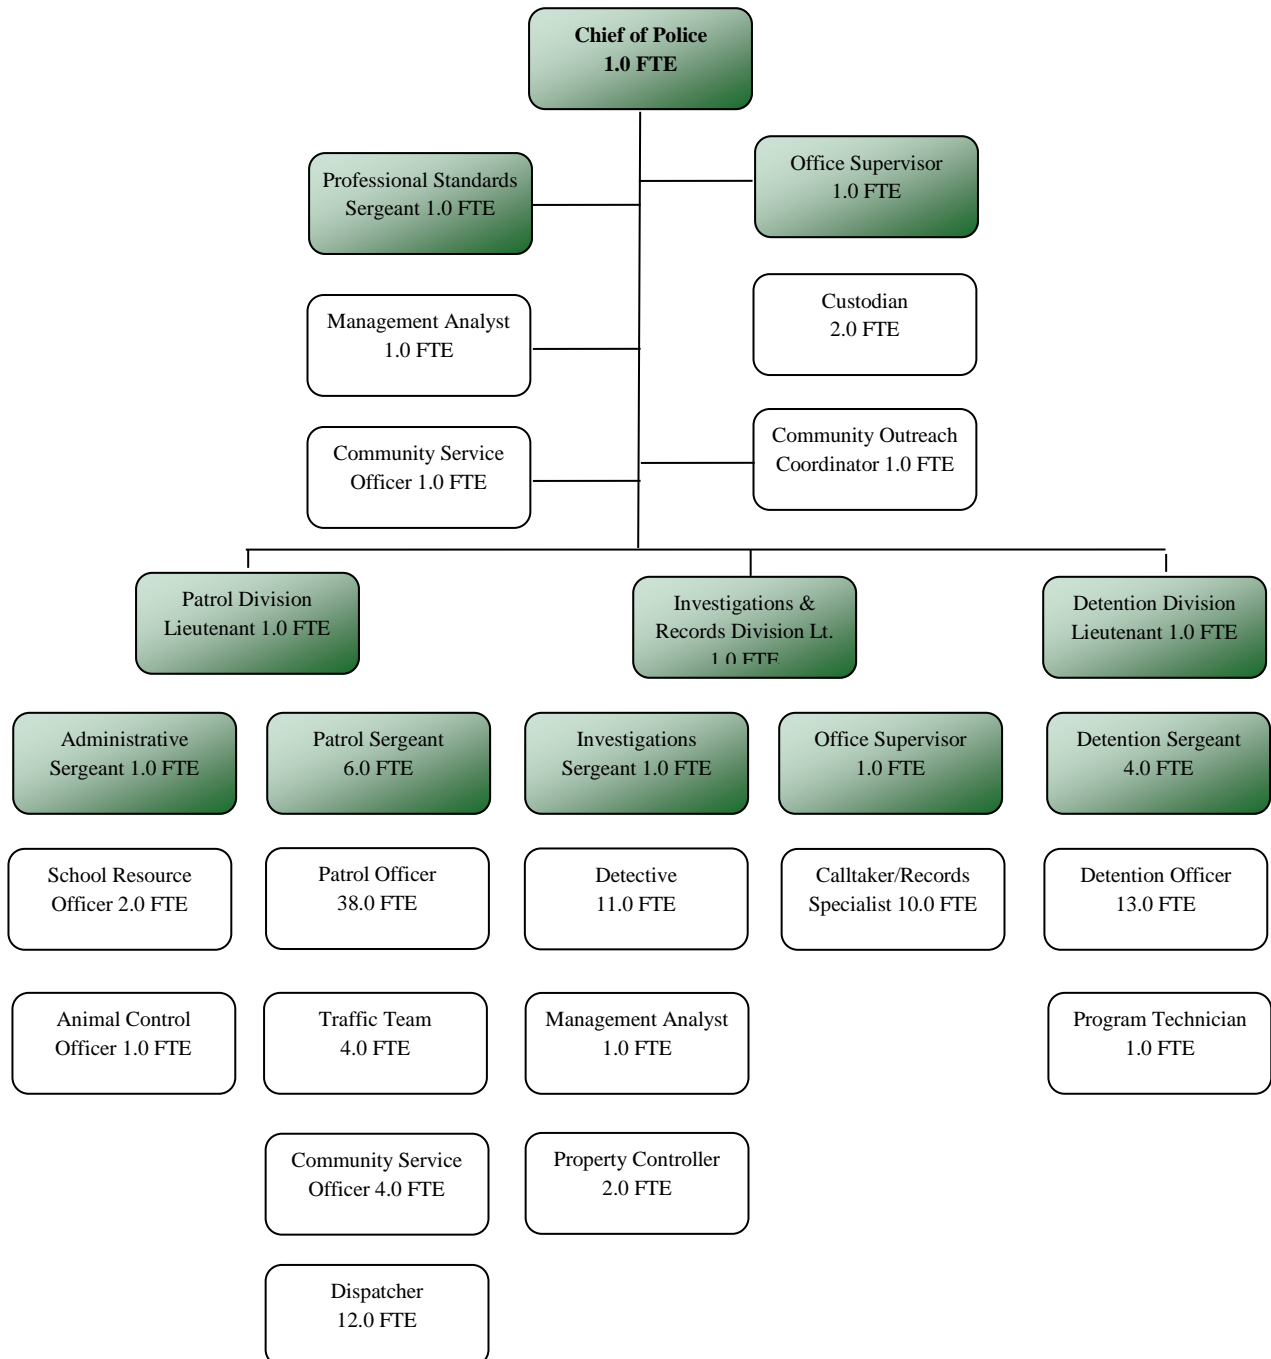 Chief of Police
1.0 FTE
Professional Standards
Sergeant 1.0 FTE
Office Supervisor
1.0 FTE
Management Analyst
1.0 FTE
Custodian
2.0 FTE
Community Service
Officer 1.0 FTE
Community Outreach
Coordinator 1.0 FTE
Patrol Division
Lieutenant 1.0 FTE
Investigations &
Records Division Lt.
1.0 FTE
Detention Division
Lieutenant 1.0 FTE
Administrative
Sergeant 1.0 FTE
Patrol Sergeant
6.0 FTE
Investigations
Sergeant 1.0 FTE
Office Supervisor
1.0 FTE
Detention Sergeant
4.0 FTE
School Resource
Officer 2.0 FTE
Patrol Officer
38.0 FTE
Detective
11.0 FTE
Calltaker/Records
Specialist 10.0 FTE
Detention Officer
13.0 FTE
Animal Control
Officer 1.0 FTE
Traffic Team
4.0 FTE
Management Analyst
1.0 FTE
Program Technician
1.0 FTE
Community Service
Officer 4.0 FTE
Property Controller
2.0 FTE
Dispatcher
12.0 FTE